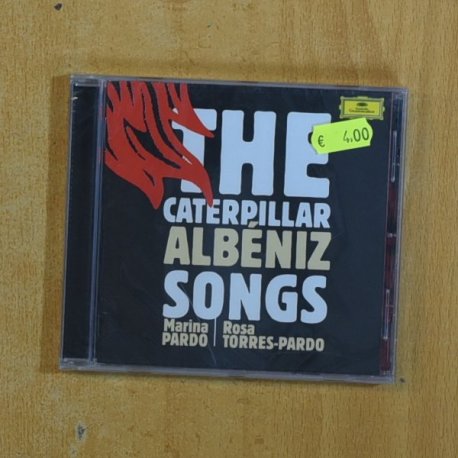 THE
€ 4.00
CATERPILLAR
ALBÉNIZ
SONGS
Marina
PARDO
Rosa
TORRES-PARDO